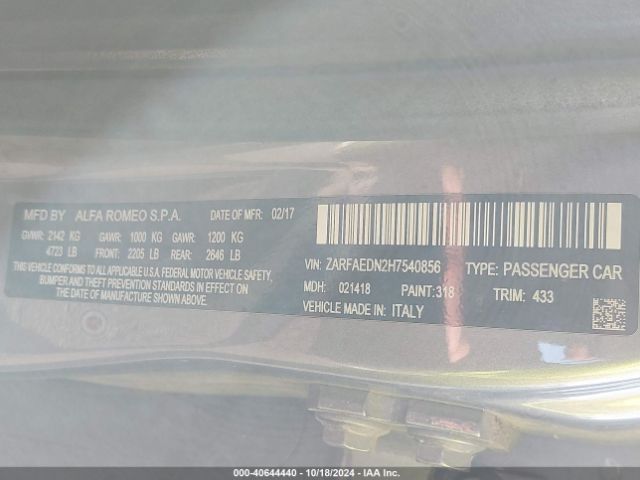 MFD BY ALFA ROMEO S.P.A. DATE OF MFR: 02/17
GVWR: 2142 KG GAWR: 1000 KG GAWR: 1200 KG
4723 LB FRONT: 2205 LB REAR: 2646 LB
THIS VEHICLE CONFORMS TO ALL APPLICABLE U.S.A. FEDERAL MOTOR VEHICLE SAFETY,
BUMPER AND THEFT PREVENTION STANDARDS IN EFFECT
ON THE DATE OF MANUFACTURE SHOWN ABOVE
VIN: ZARFAEDN2H7540856 TYPE: PASSENGER CAR
MDH: 021418 PAINT:318 TRIM: 433
VEHICLE MADE IN: ITALY
000-40644440 - 10/18/2024 - IAA Inc.